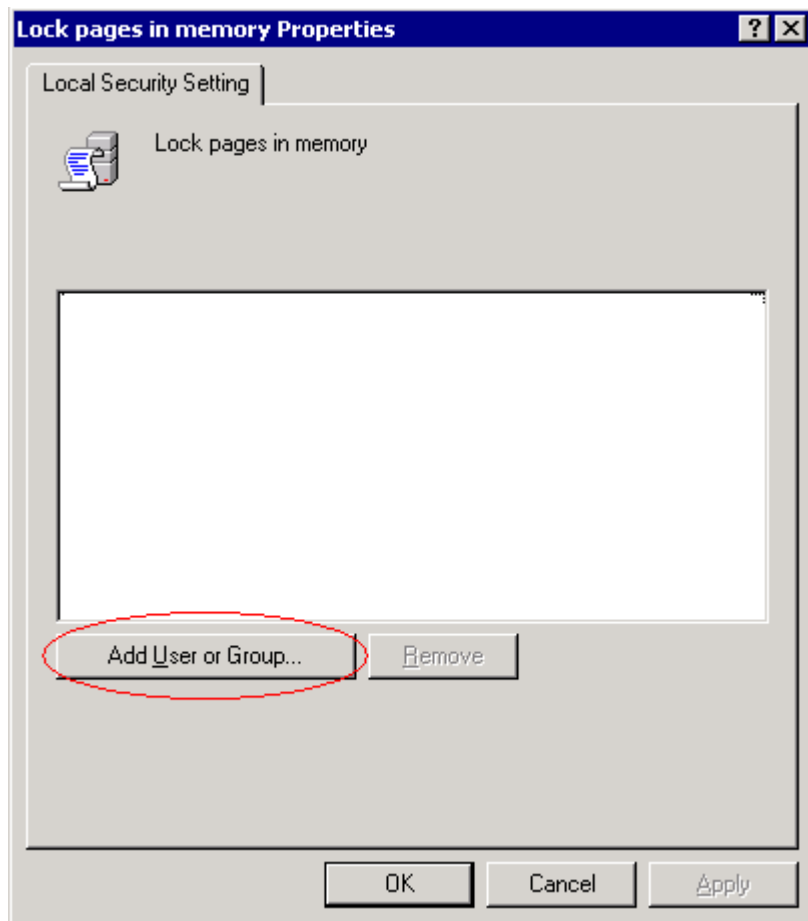 Lock pages in memory Properties
Local Security Setting
Lock pages in memory
Add User or Group...
Remove
OK
Cancel
Apply